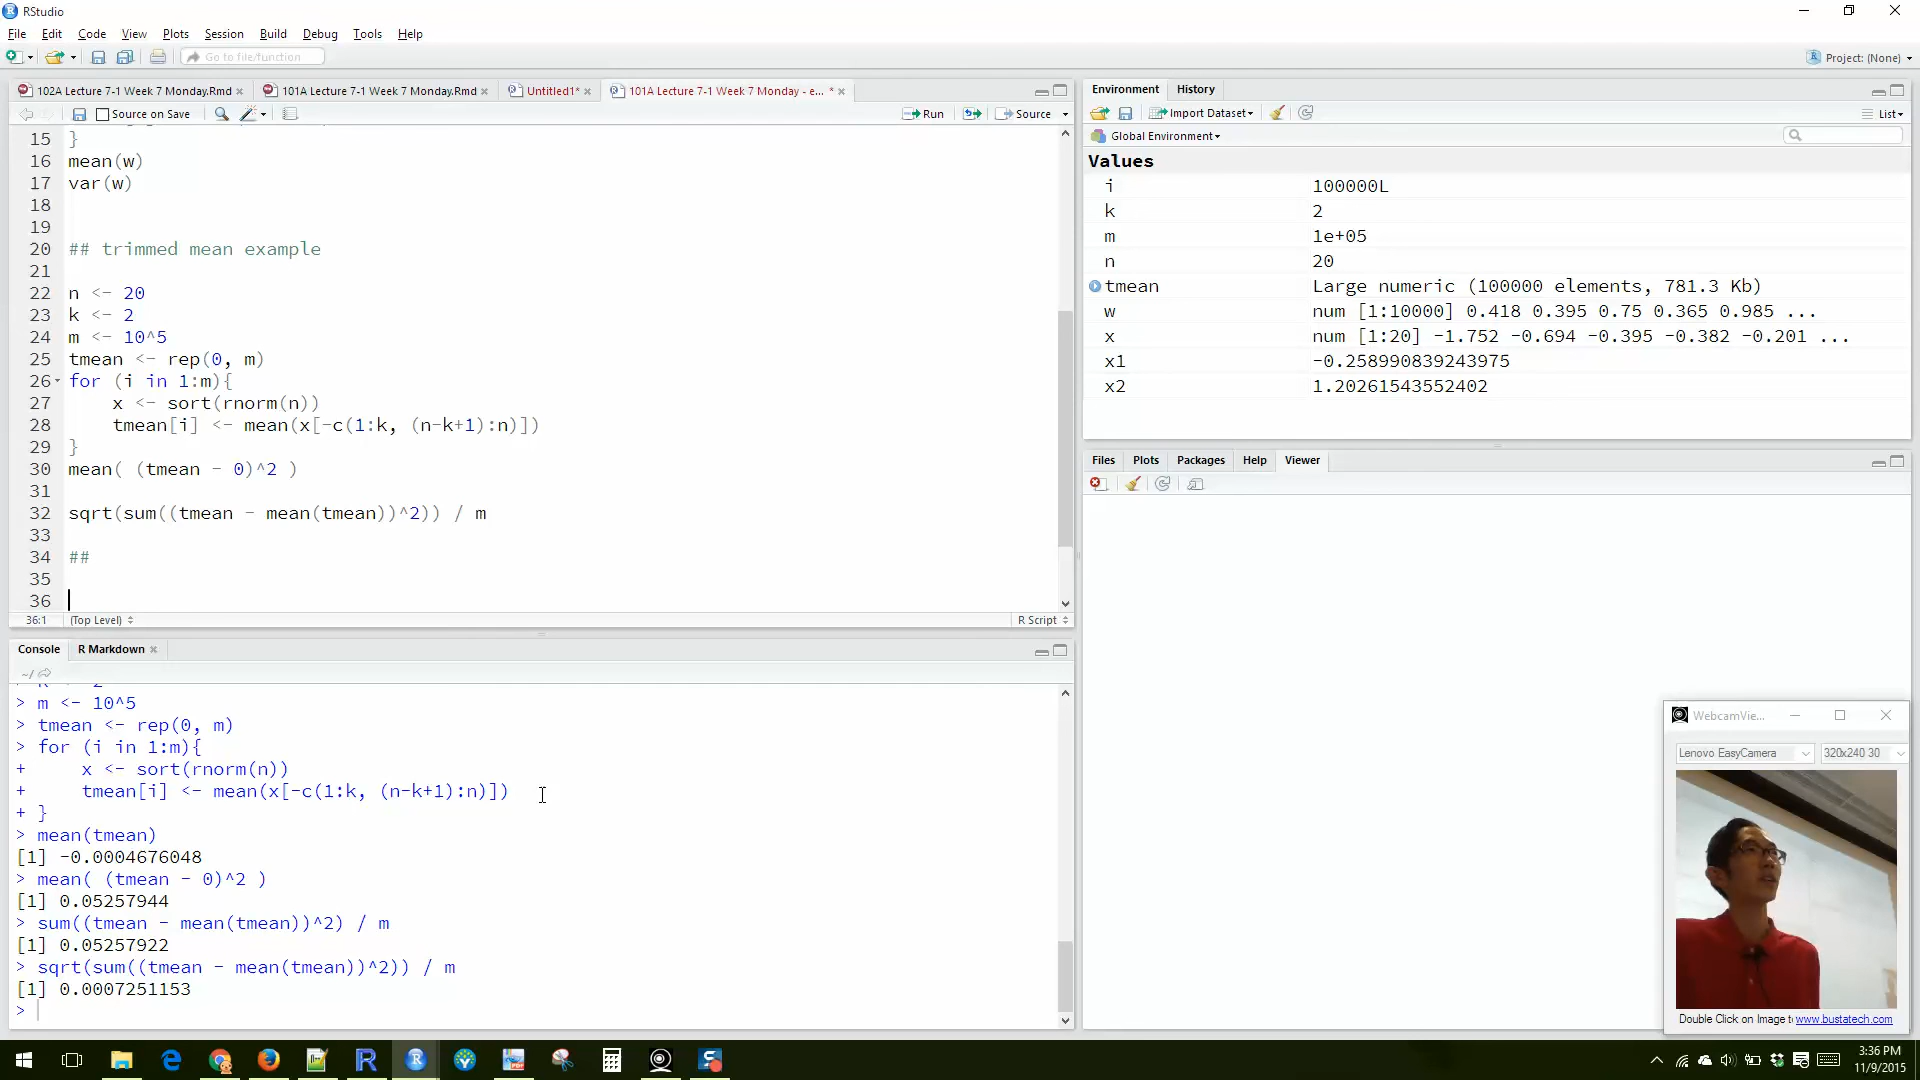 RStudio
File Edit Code View Plots Session Build Debug Tools Help
Go to file/function
Project: (None)
102A Lecture 7-1 Week 7 Monday.Rmd
101A Lecture 7-1 Week 7 Monday.Rmd
Untitled1*
101A Lecture 7-1 Week 7 Monday - e... *
Source on Save
Run
Source
15 }
16 mean(w)
17 var(w)
18
19
20 ## trimmed mean example
21
22 n <- 20
23 k <- 2
24 m <- 10^5
25 tmean <- rep(0, m)
26 for (i in 1:m){
27 x <- sort(rnorm(n))
28 tmean[i] <- mean(x[-c(1:k, (n-k+1):n)])
29 }
30 mean( (tmean - 0)^2 )
31
32 sqrt(sum((tmean - mean(tmean))^2)) / m
33
34 ##
35
36
36:1 (Top Level) R Script
Console R Markdown
~/
> m <- 10^5
> tmean <- rep(0, m)
> for (i in 1:m){
+ x <- sort(rnorm(n))
+ tmean[i] <- mean(x[-c(1:k, (n-k+1):n)])
+ }
> mean(tmean)
[1] -0.0004676048
> mean( (tmean - 0)^2 )
[1] 0.05257944
> sum((tmean - mean(tmean))^2) / m
[1] 0.05257922
> sqrt(sum((tmean - mean(tmean))^2)) / m
[1] 0.0007251153
>
Environment History
Import Dataset
List
Global Environment
Values
i 100000L
k 2
m 1e+05
n 20
tmean Large numeric (100000 elements, 781.3 Kb)
w num [1:10000] 0.418 0.395 0.75 0.365 0.985 ...
x num [1:20] -1.752 -0.694 -0.395 -0.382 -0.201 ...
x1 -0.258990839243975
x2 1.20261543552402
Files Plots Packages Help Viewer
WebcamVie...
Lenovo EasyCamera
320x240 30
Double Click on Image t www.bustatech.com
3:36 PM
11/9/2015